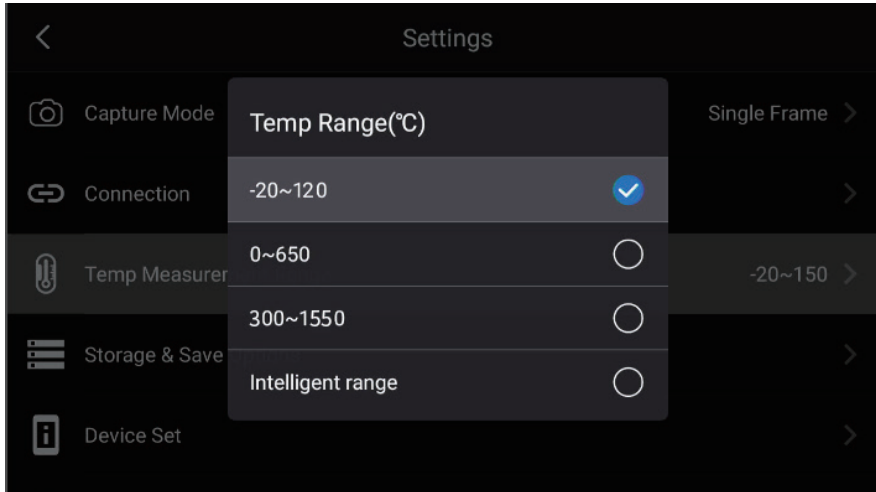 Settings
Capture Mode
Single Frame
Temp Range(℃)
Connection
-20~120
0~650
Temp Measurer
-20~150
300~1550
Storage & Save
Intelligent range
Device Set